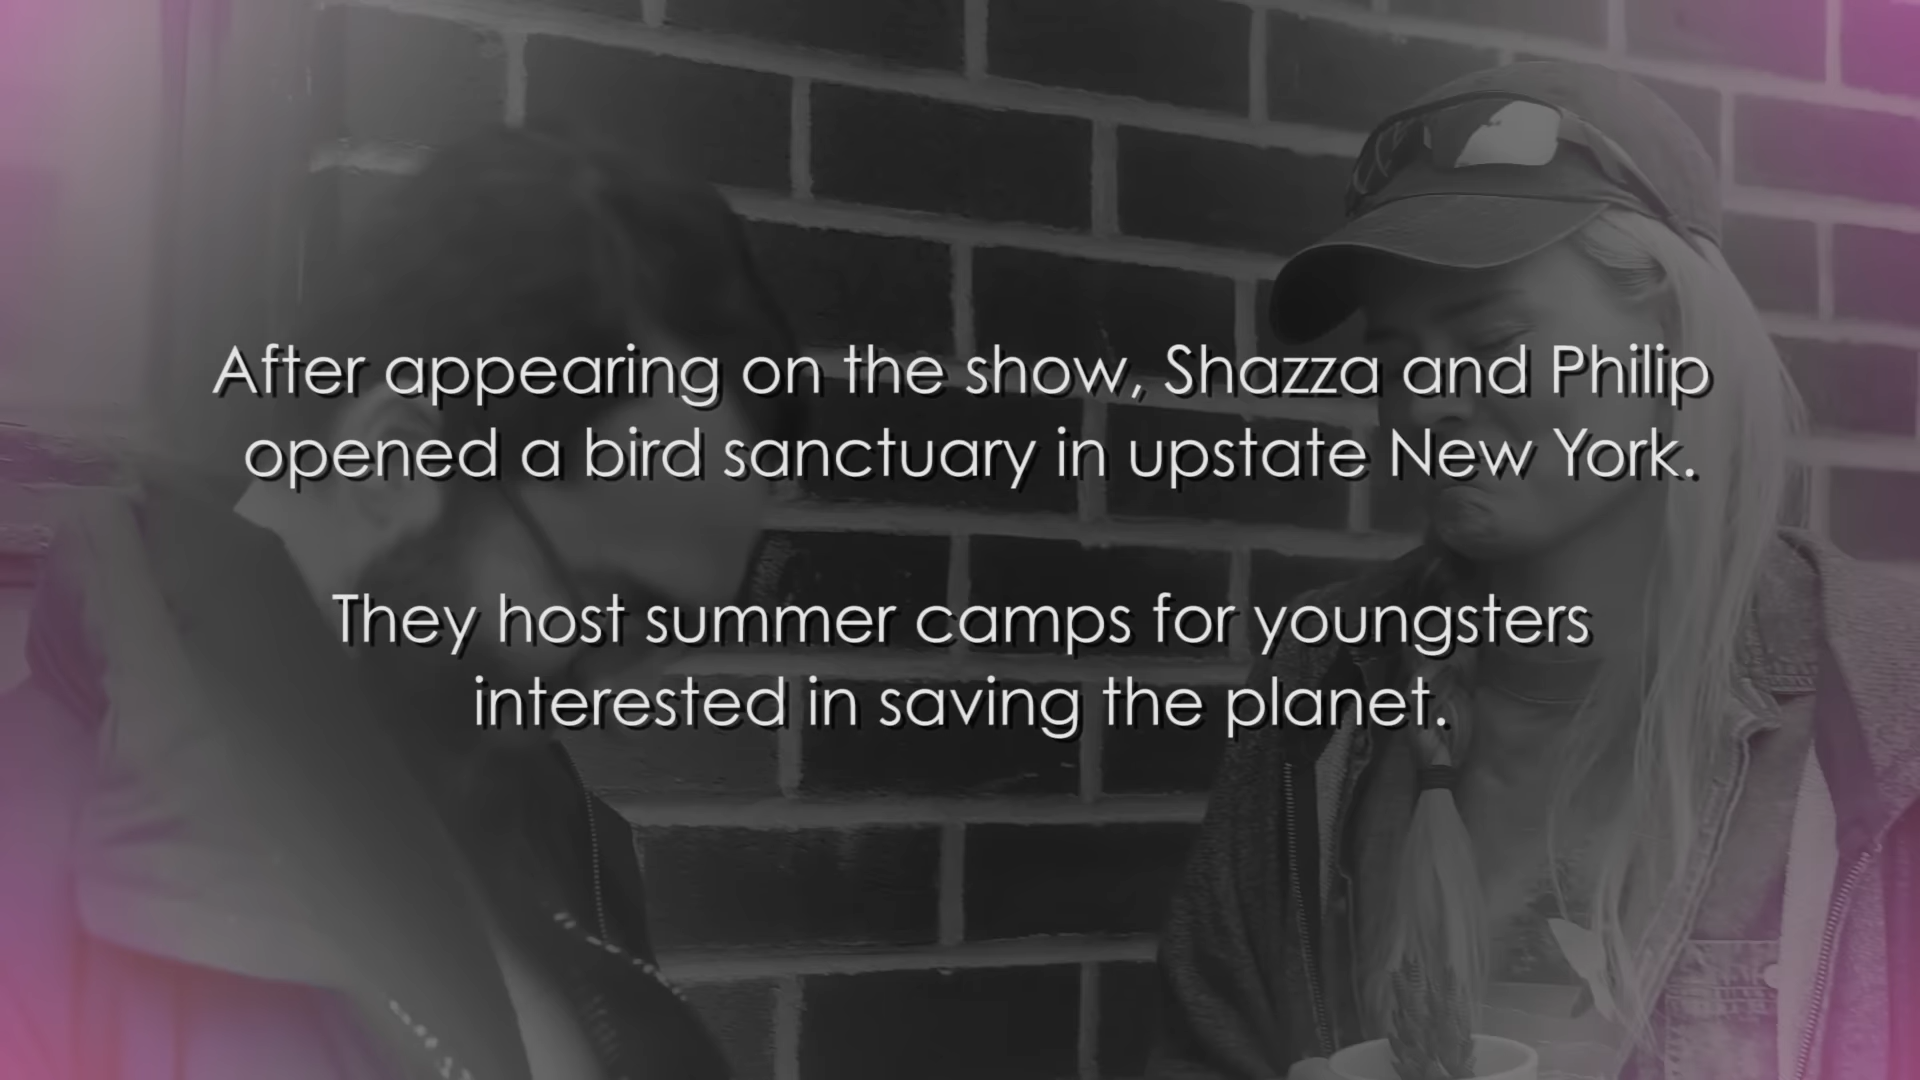 After appearing on the show, Shazza and Philip
opened a bird sanctuary in upstate New York.
They host summer camps for youngsters
interested in saving the planet.